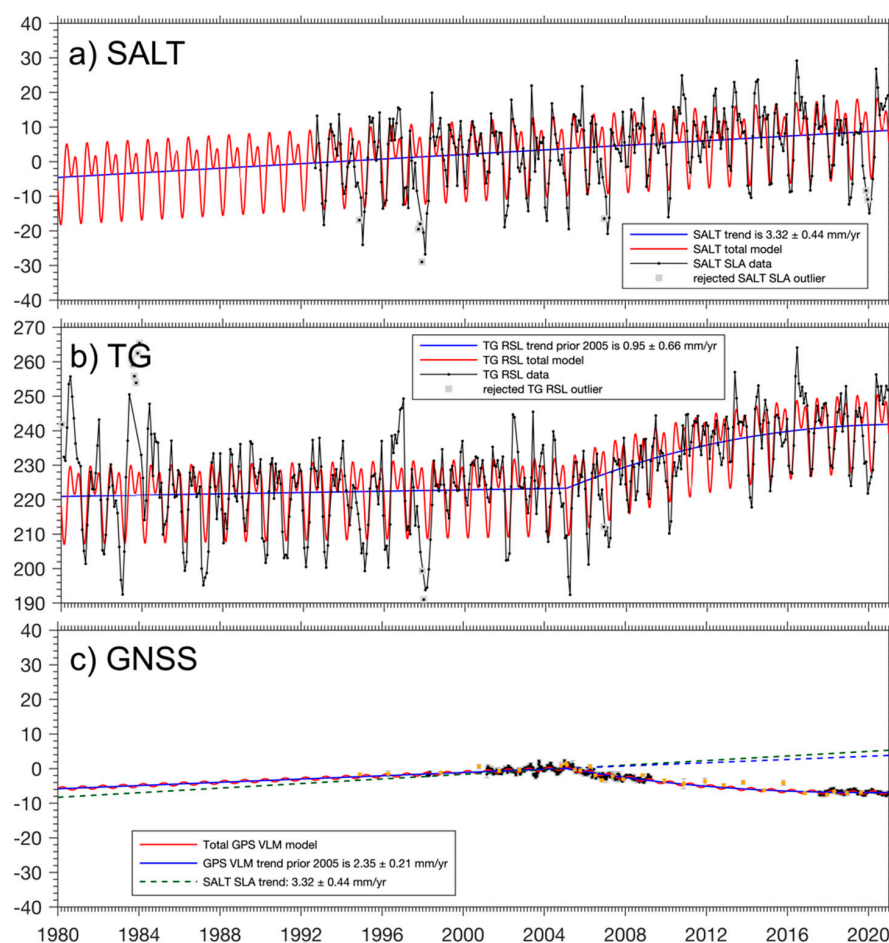 40
a) SALT
30
20
10
0
-10
-20
-30
-40
SALT trend is 3.32 ± 0.44 mm/yr
SALT total model
SALT SLA data
rejected SALT SLA outlier
270
b) TG
260
250
240
230
220
210
200
190
TG RSL trend prior 2005 is 0.95 ± 0.66 mm/yr
TG RSL total model
TG RSL data
rejected TG RSL outlier
40
c) GNSS
30
20
10
0
-10
-20
-30
-40
Total GPS VLM model
GPS VLM trend prior 2005 is 2.35 ± 0.21 mm/yr
SALT SLA trend: 3.32 ± 0.44 mm/yr
1980 1984 1988 1992 1996 2000 2004 2008 2012 2016 2020